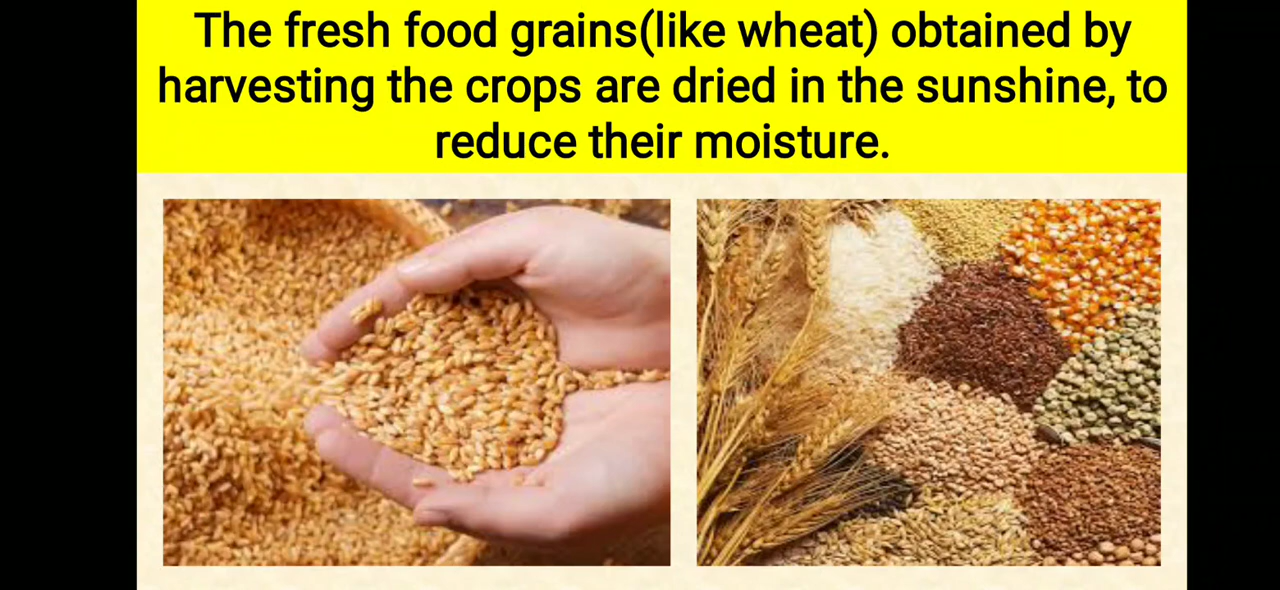 The fresh food grains(like wheat) obtained by
harvesting the crops are dried in the sunshine, to
reduce their moisture.